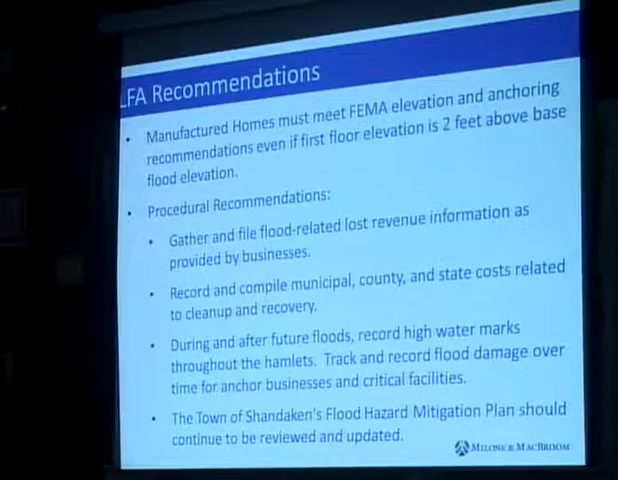 LFA Recommendations
• Manufactured Homes must meet FEMA elevation and anchoring
recommendations even if first floor elevation is 2 feet above base
flood elevation.
• Procedural Recommendations:
• Gather and file flood-related lost revenue information as
provided by businesses.
• Record and compile municipal, county, and state costs related
to cleanup and recovery.
• During and after future floods, record high water marks
throughout the hamlets. Track and record flood damage over
time for anchor businesses and critical facilities.
• The Town of Shandaken's Flood Hazard Mitigation Plan should
continue to be reviewed and updated.
MILONE & MACBROOM